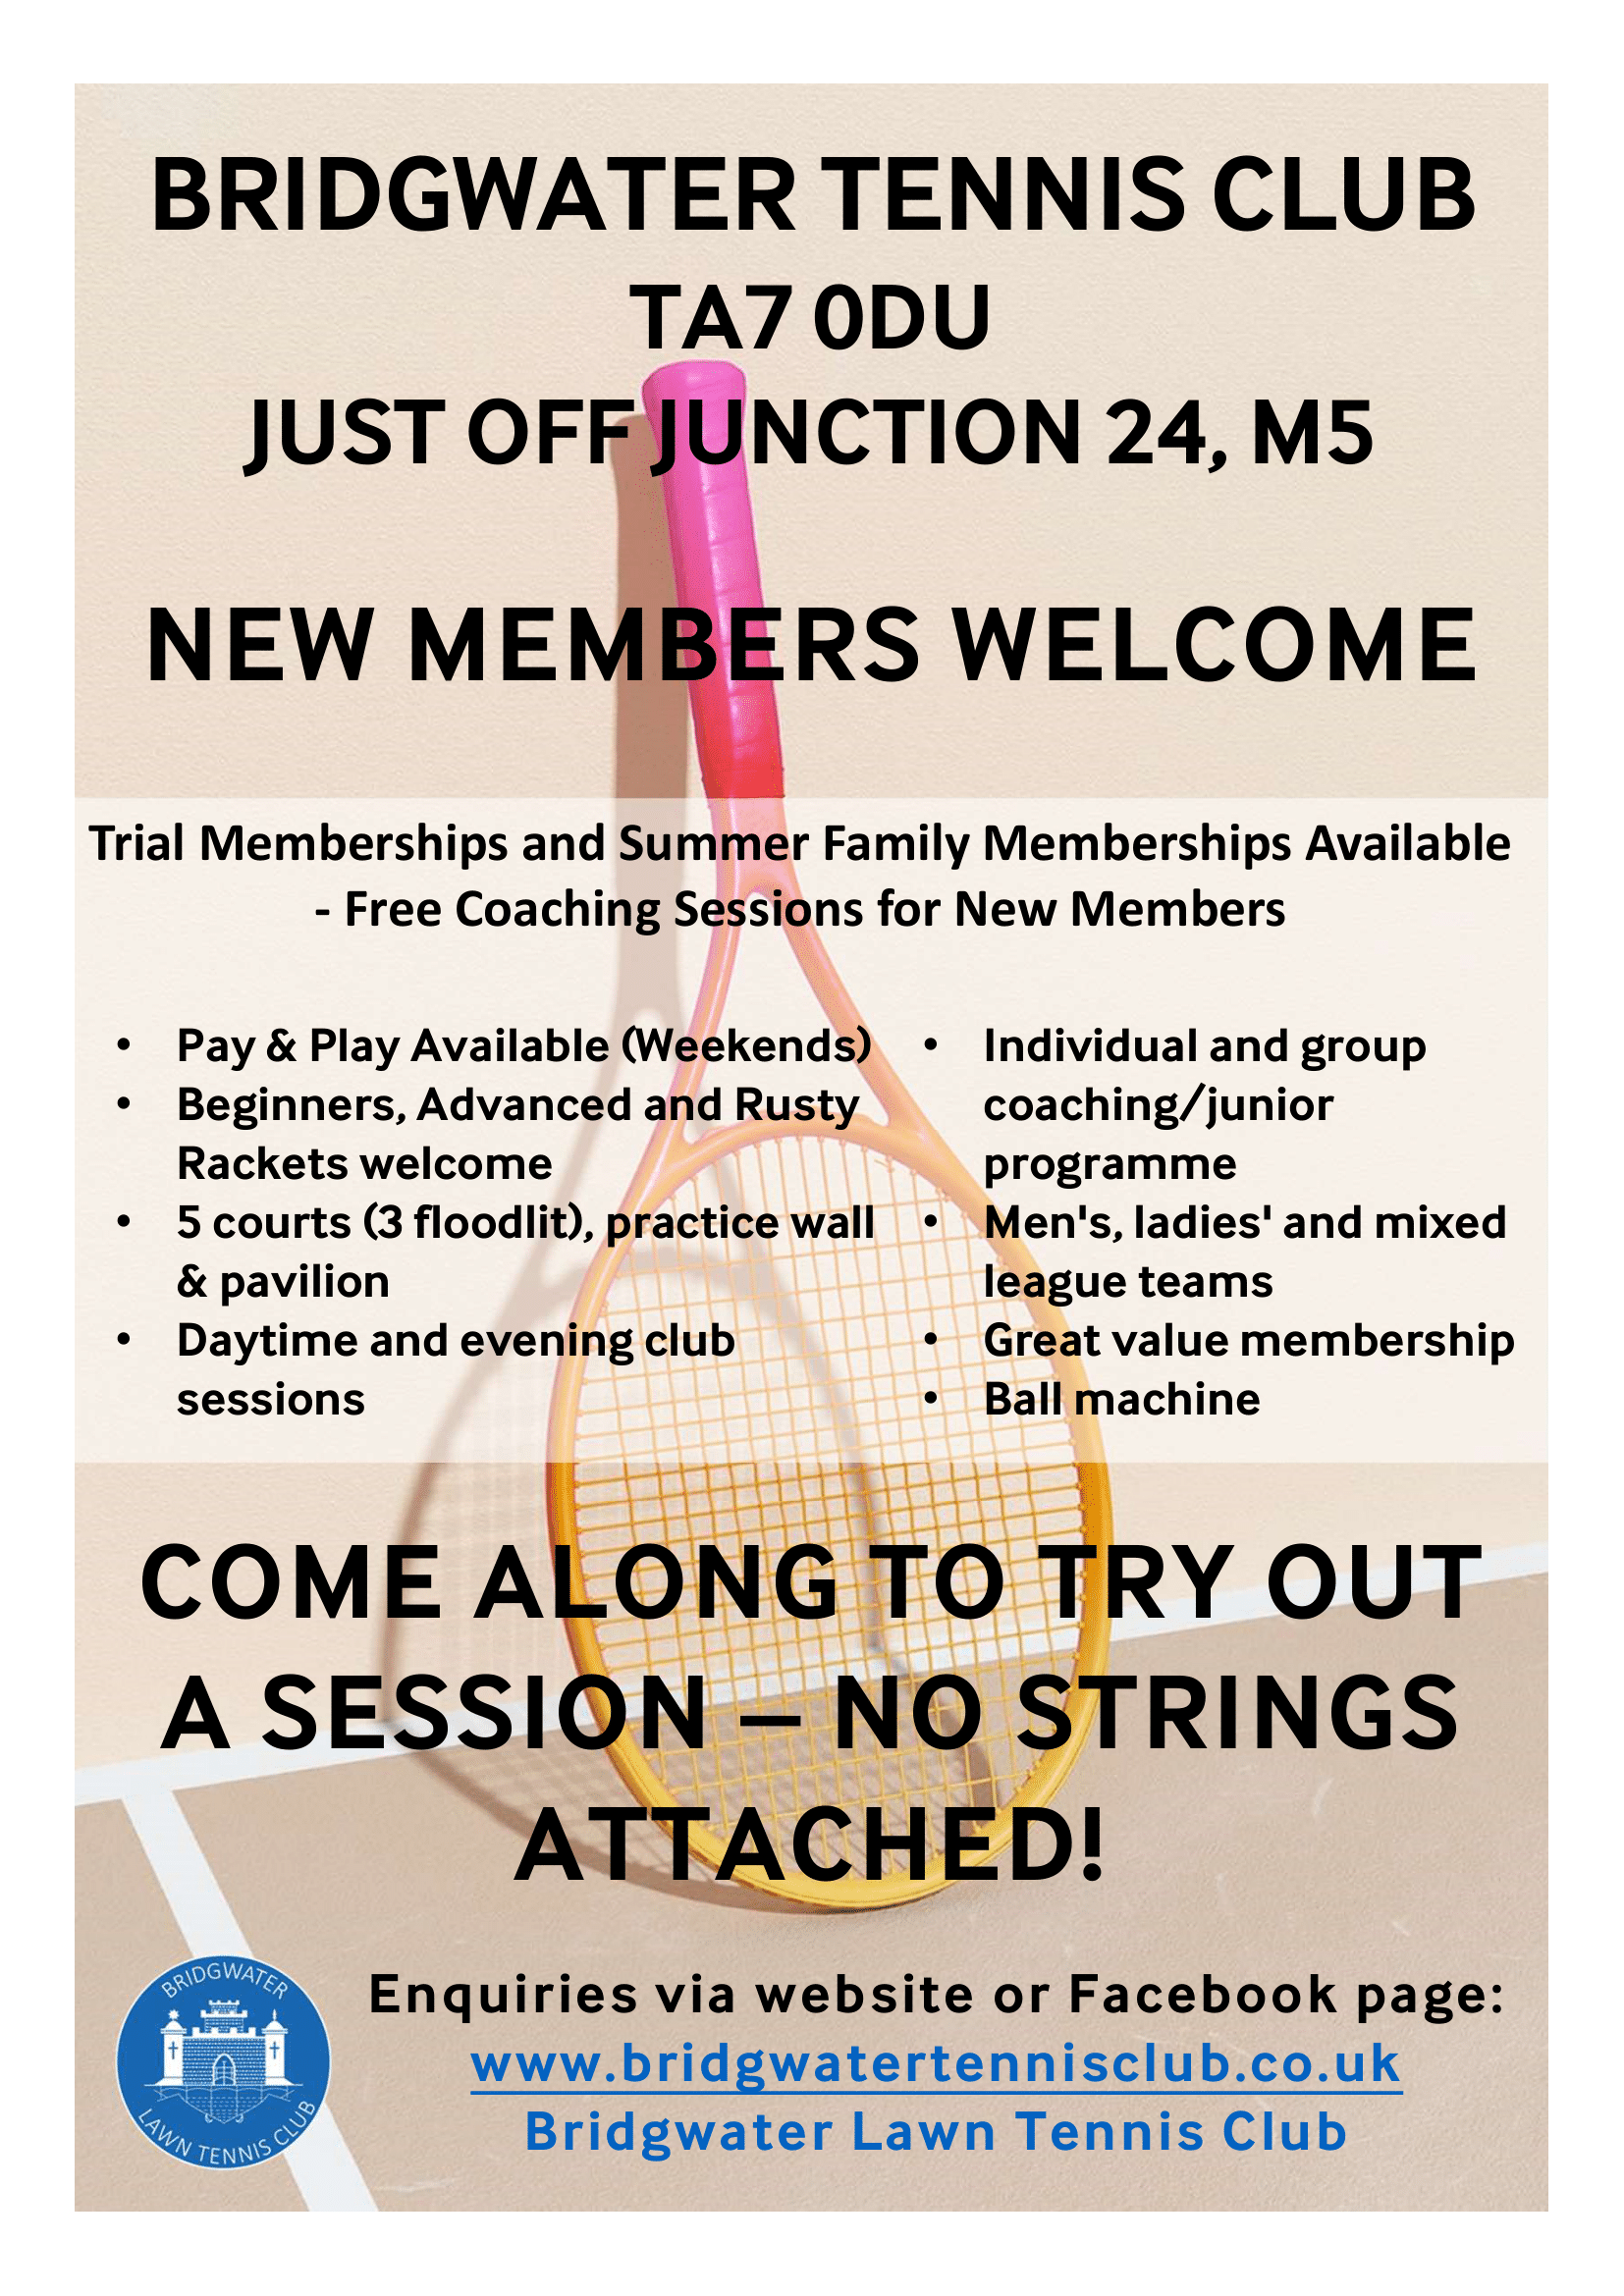 BRIDGWATER TENNIS CLUB
TA7 0DU
JUST OFF JUNCTION 24, M5
NEW MEMBERS WELCOME
Trial Memberships and Summer Family Memberships Available
- Free Coaching Sessions for New Members
• Pay & Play Available (Weekends)
• Beginners, Advanced and Rusty
Rackets welcome
• 5 courts (3 floodlit), practice wall
& pavilion
• Daytime and evening club
sessions
• Individual and group
coaching/junior
programme
• Men's, ladies' and mixed
league teams
• Great value membership
• Ball machine
COME ALONG TO TRY OUT
A SESSION – NO STRINGS
ATTACHED!
BRIDGWATER
LAWN TENNIS CLUB
Enquiries via website or Facebook page:
www.bridgwatertennisclub.co.uk
Bridgwater Lawn Tennis Club